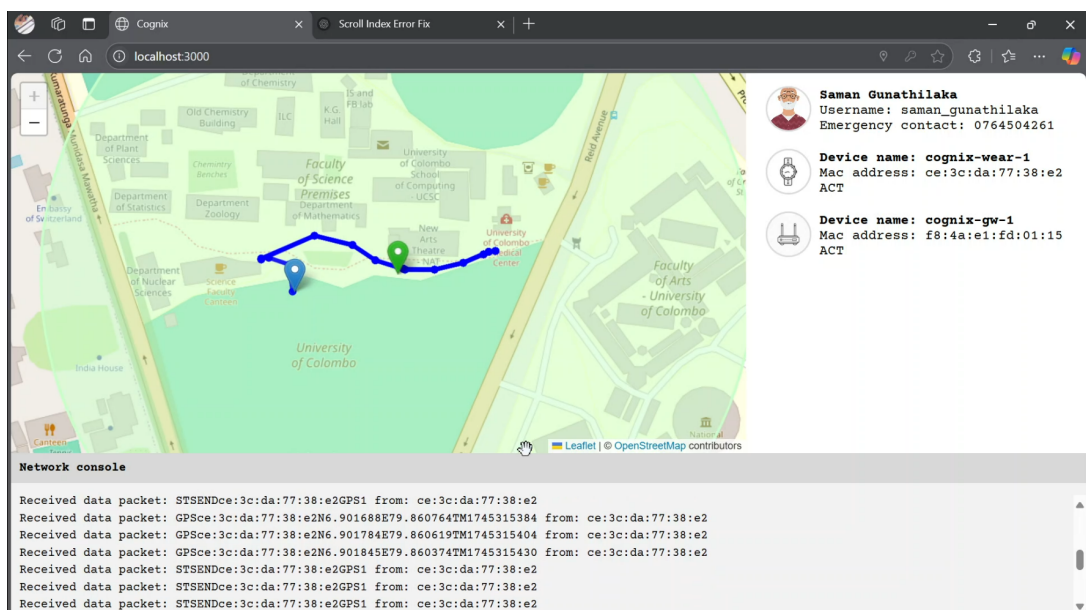 Cognix
Scroll Index Error Fix
localhost:3000
+
−
Kumaratunga Munidasa Mawatha
of Chemistry
IS and
FB lab
K.G.
Hall
Old Chemistry
Building
ILC
Department
of Plant
Sciences
Chemistry
Benches
Faculty
of Science
Premises
University
of Colombo
School
of Computing
- UCSC
Reid Avenue
Embassy
of Switzerland
Department
of Statistics
Department
Zoology
Department
of Mathematics
New
Arts
Theatre
- NAT
University
of Colombo
Medical
Center
Department
of Nuclear
Sciences
Science
Faculty
Canteen
Faculty
of Arts
- University
of Colombo
University
of Colombo
India House
Canteen
National
Leaflet | © OpenStreetMap contributors
Saman Gunathilaka
Username: saman_gunathilaka
Emergency contact: 0764504261
Device name: cognix-wear-1
Mac address: ce:3c:da:77:38:e2
ACT
Device name: cognix-gw-1
Mac address: f8:4a:e1:fd:01:15
ACT
Network console
Received data packet: STSENDce:3c:da:77:38:e2GPS1 from: ce:3c:da:77:38:e2
Received data packet: GPSce:3c:da:77:38:e2N6.901688E79.860764TM1745315384 from: ce:3c:da:77:38:e2
Received data packet: GPSce:3c:da:77:38:e2N6.901784E79.860619TM1745315404 from: ce:3c:da:77:38:e2
Received data packet: GPSce:3c:da:77:38:e2N6.901845E79.860374TM1745315430 from: ce:3c:da:77:38:e2
Received data packet: STSENDce:3c:da:77:38:e2GPS1 from: ce:3c:da:77:38:e2
Received data packet: STSENDce:3c:da:77:38:e2GPS1 from: ce:3c:da:77:38:e2
Received data packet: STSENDce:3c:da:77:38:e2GPS1 from: ce:3c:da:77:38:e2